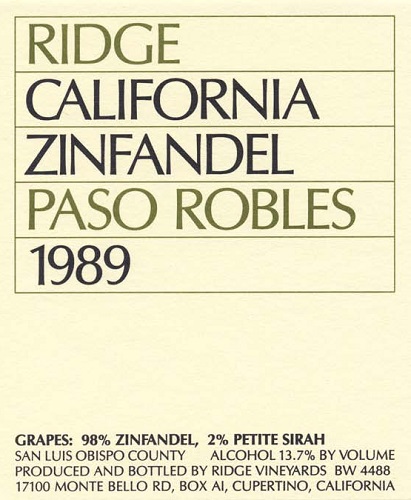 RIDGE
CALIFORNIA
ZINFANDEL
PASO ROBLES
1989
GRAPES: 98% ZINFANDEL, 2% PETITE SIRAH
SAN LUIS OBISPO COUNTY ALCOHOL 13.7% BY VOLUME
PRODUCED AND BOTTLED BY RIDGE VINEYARDS BW 4488
17100 MONTE BELLO RD, BOX AI, CUPERTINO, CALIFORNIA